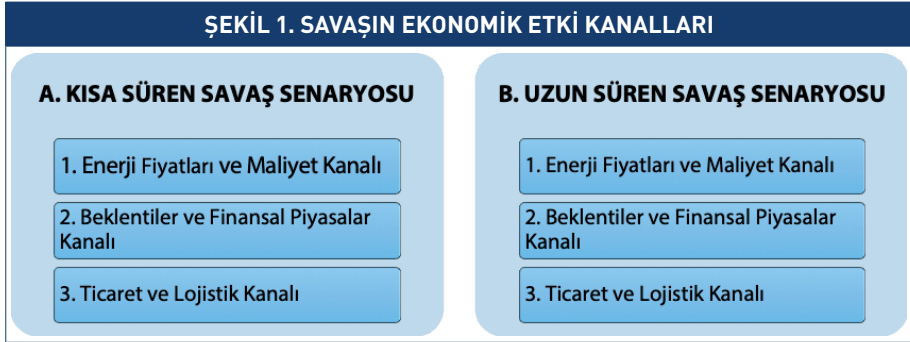 ŞEKİL 1. SAVAŞIN EKONOMİK ETKİ KANALLARI
A. KISA SÜREN SAVAŞ SENARYOSU
1. Enerji Fiyatları ve Maliyet Kanalı
2. Beklentiler ve Finansal Piyasalar
Kanalı
3. Ticaret ve Lojistik Kanalı
B. UZUN SÜREN SAVAŞ SENARYOSU
1. Enerji Fiyatları ve Maliyet Kanalı
2. Beklentiler ve Finansal Piyasalar
Kanalı
3. Ticaret ve Lojistik Kanalı